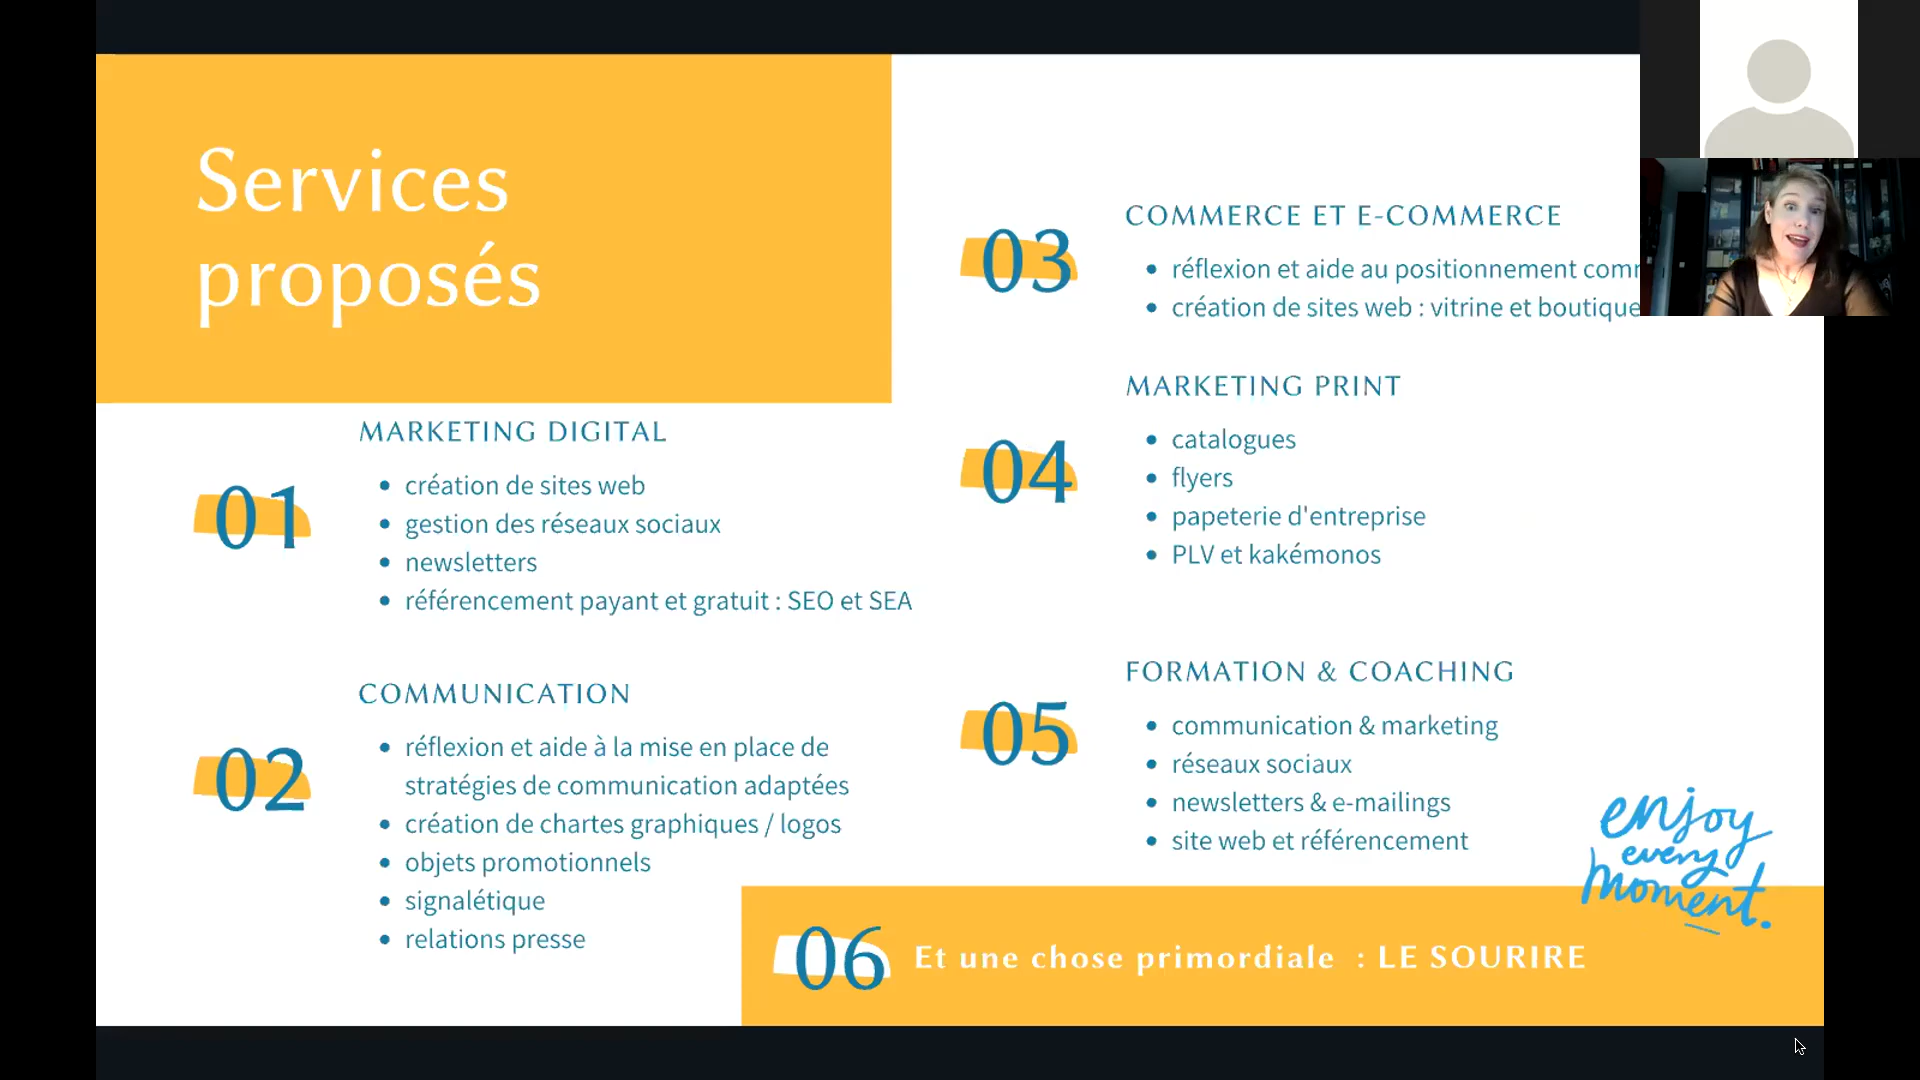 Services
proposés
01
MARKETING DIGITAL
création de sites web
gestion des réseaux sociaux
newsletters
référencement payant et gratuit : SEO et SEA
02
COMMUNICATION
réflexion et aide à la mise en place de
stratégies de communication adaptées
création de chartes graphiques / logos
objets promotionnels
signalétique
relations presse
03
COMMERCE ET E-COMMERCE
réflexion et aide au positionnement
création de sites web : vitrine et boutique
04
MARKETING PRINT
catalogues
flyers
papeterie d'entreprise
PLV et kakémonos
05
FORMATION & COACHING
communication & marketing
réseaux sociaux
newsletters & e-mailings
site web et référencement
enjoy
every
moment.
06
Et une chose primordiale : LE SOURIRE